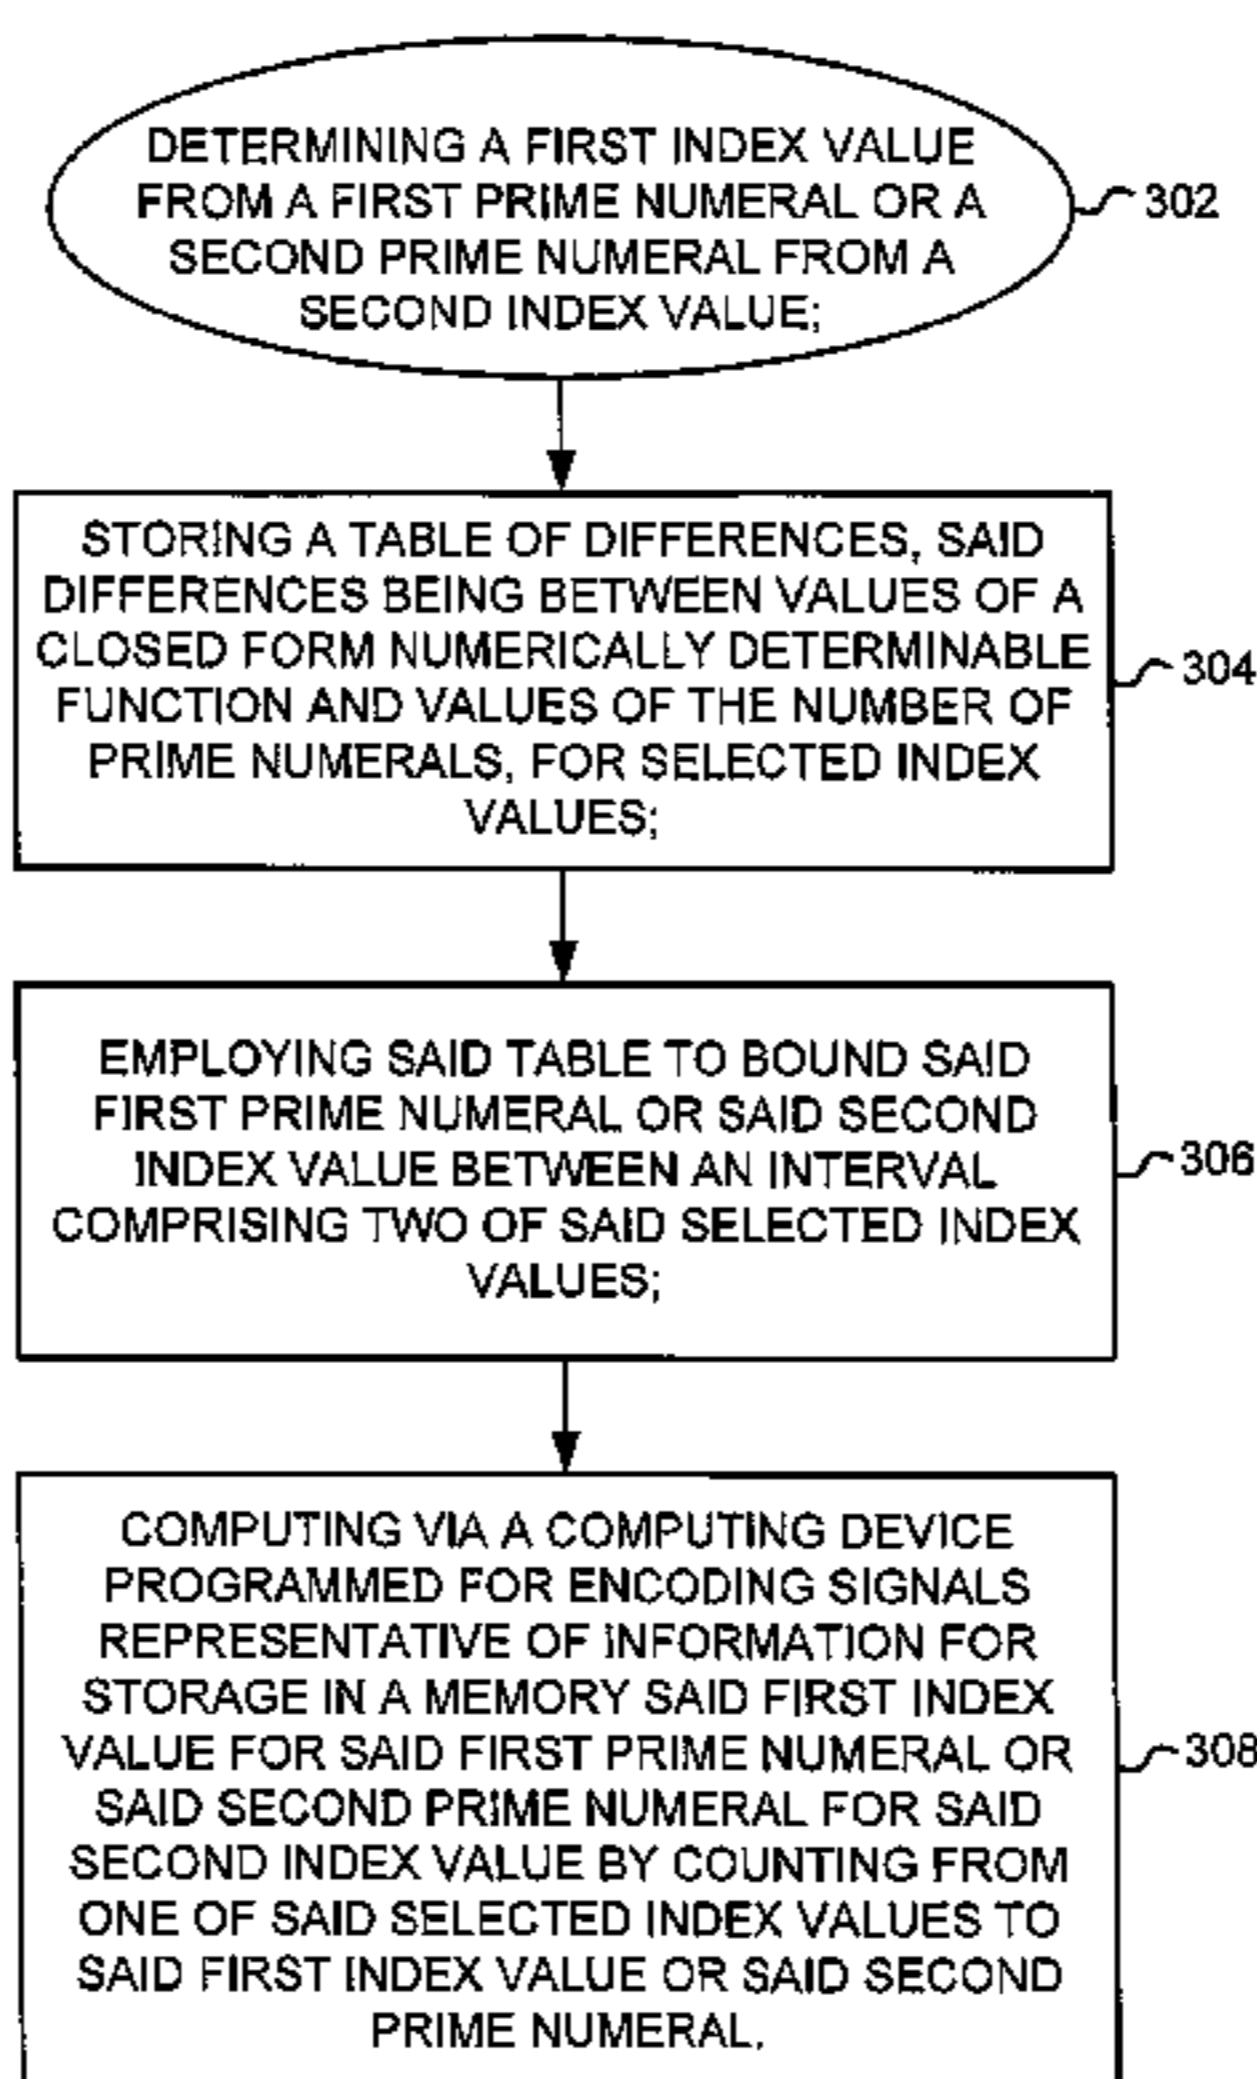 DETERMINING A FIRST INDEX VALUE
FROM A FIRST PRIME NUMERAL OR A
SECOND PRIME NUMERAL FROM A
SECOND INDEX VALUE;
302
STORING A TABLE OF DIFFERENCES, SAID
DIFFERENCES BEING BETWEEN VALUES OF A
CLOSED FORM NUMERICALLY DETERMINABLE
FUNCTION AND VALUES OF THE NUMBER OF
PRIME NUMERALS, FOR SELECTED INDEX
VALUES;
304
EMPLOYING SAID TABLE TO BOUND SAID
FIRST PRIME NUMERAL OR SAID SECOND
INDEX VALUE BETWEEN AN INTERVAL
COMPRISING TWO OF SAID SELECTED INDEX
VALUES;
306
COMPUTING VIA A COMPUTING DEVICE
PROGRAMMED FOR ENCODING SIGNALS
REPRESENTATIVE OF INFORMATION FOR
STORAGE IN A MEMORY SAID FIRST INDEX
VALUE FOR SAID FIRST PRIME NUMERAL OR
SAID SECOND PRIME NUMERAL FOR SAID
SECOND INDEX VALUE BY COUNTING FROM
ONE OF SAID SELECTED INDEX VALUES TO
SAID FIRST INDEX VALUE OR SAID SECOND
PRIME NUMERAL.
308